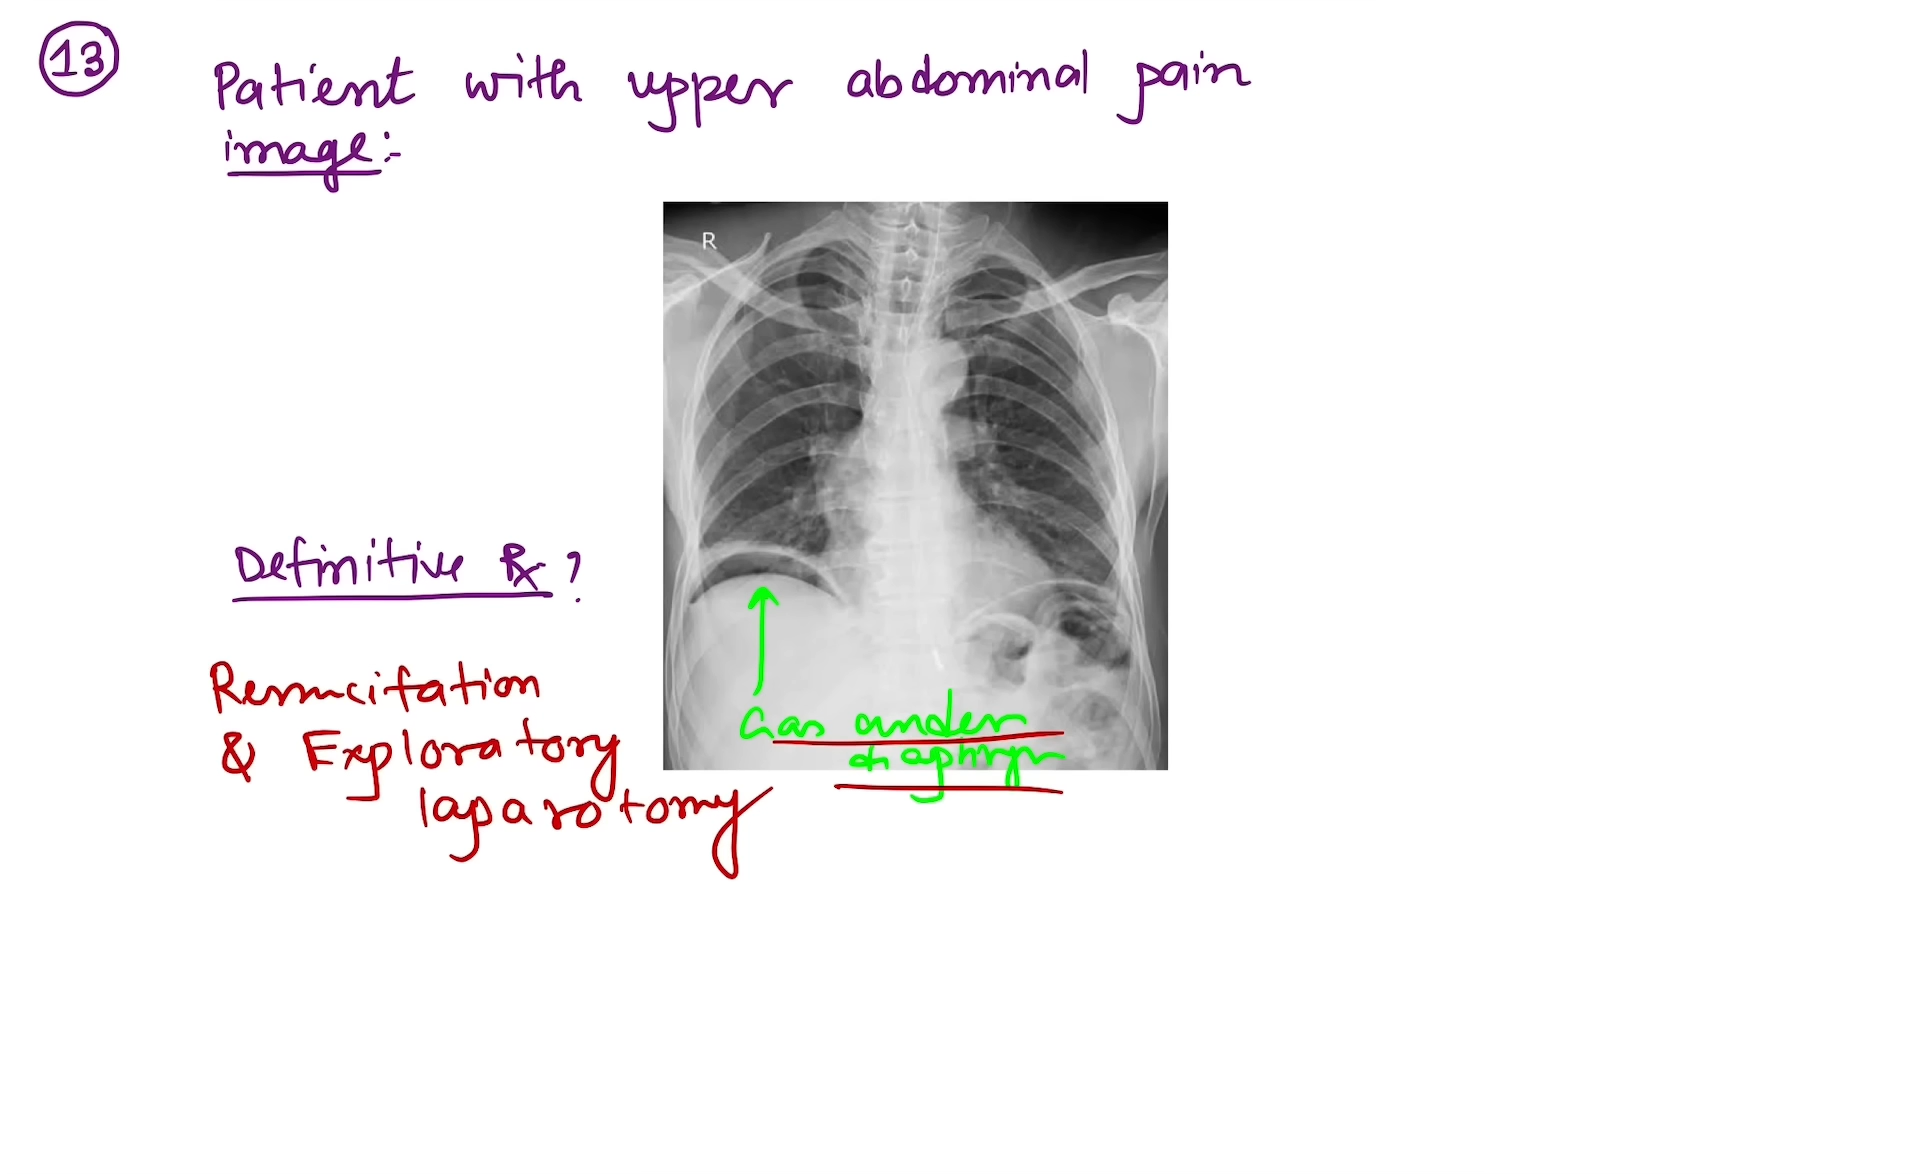 13
Patient with upper abdominal pain
image:-
R
Definitive Rx ?
Resuscitation
& Exploratory
laparotomy
Gas under
diaphragm